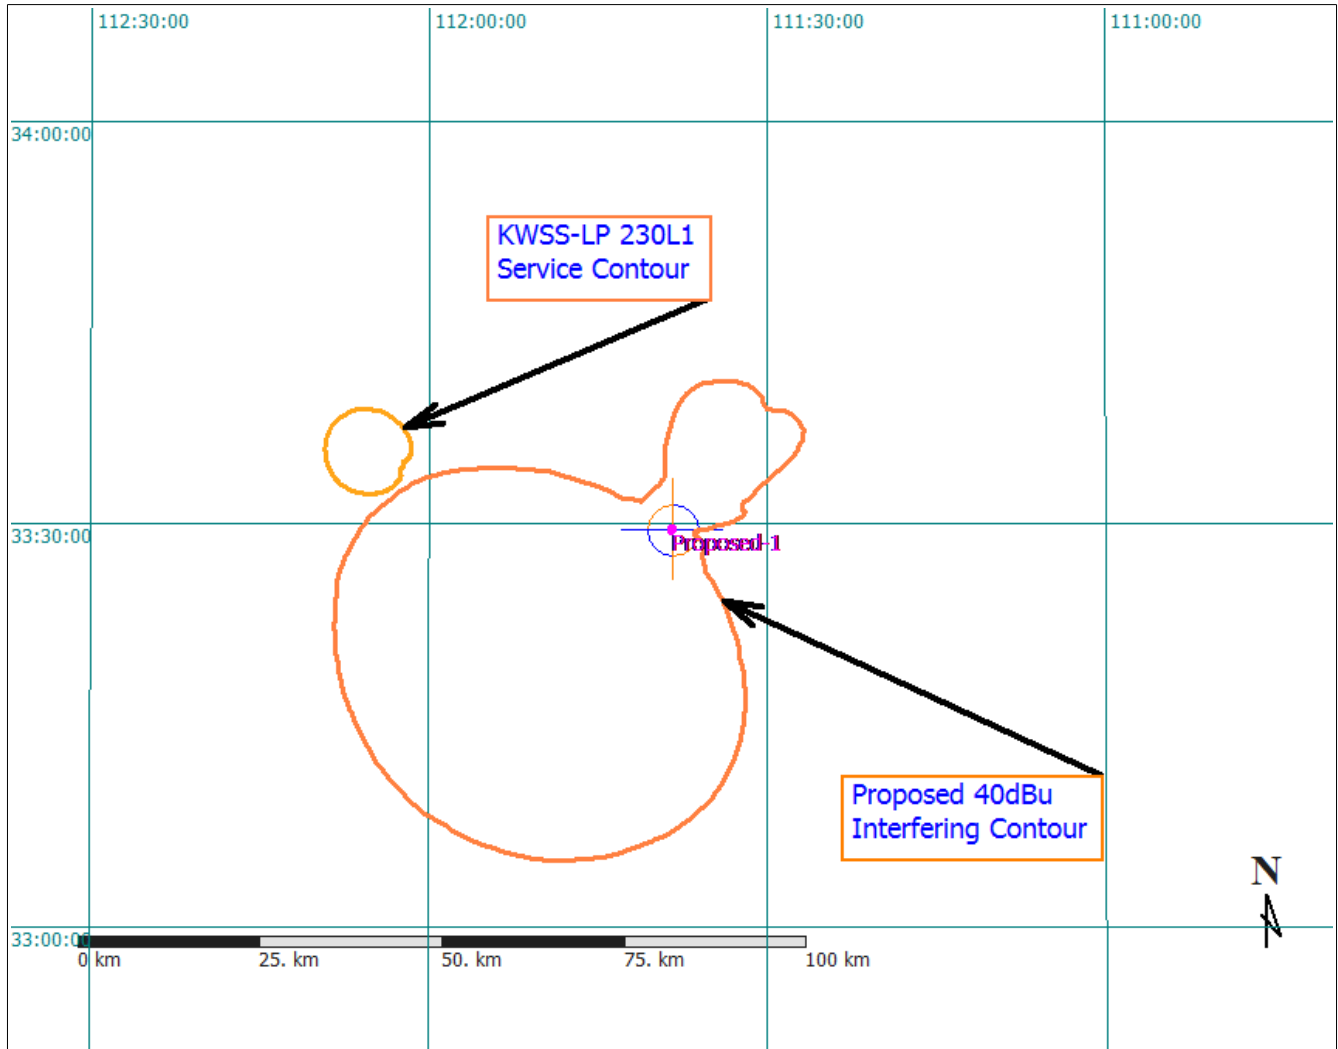 112:30:00
112:00:00
111:30:00
111:00:00
34:00:00
KWSS-LP 230L1
Service Contour
33:30:00
Proposed-1
Proposed 40dBu
Interfering Contour
N
33:00:00
0 km
25. km
50. km
75. km
100 km